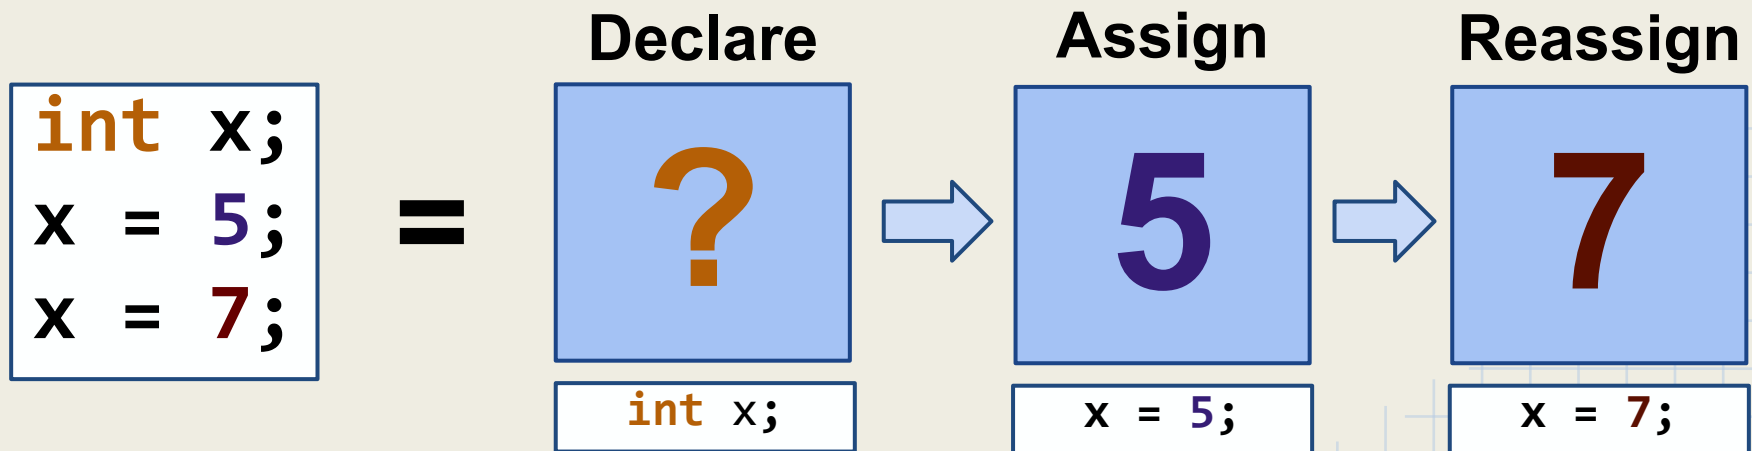 int x;
x = 5;
x = 7;
=
Declare
?
int x;
Assign
5
x = 5;
Reassign
7
x = 7;